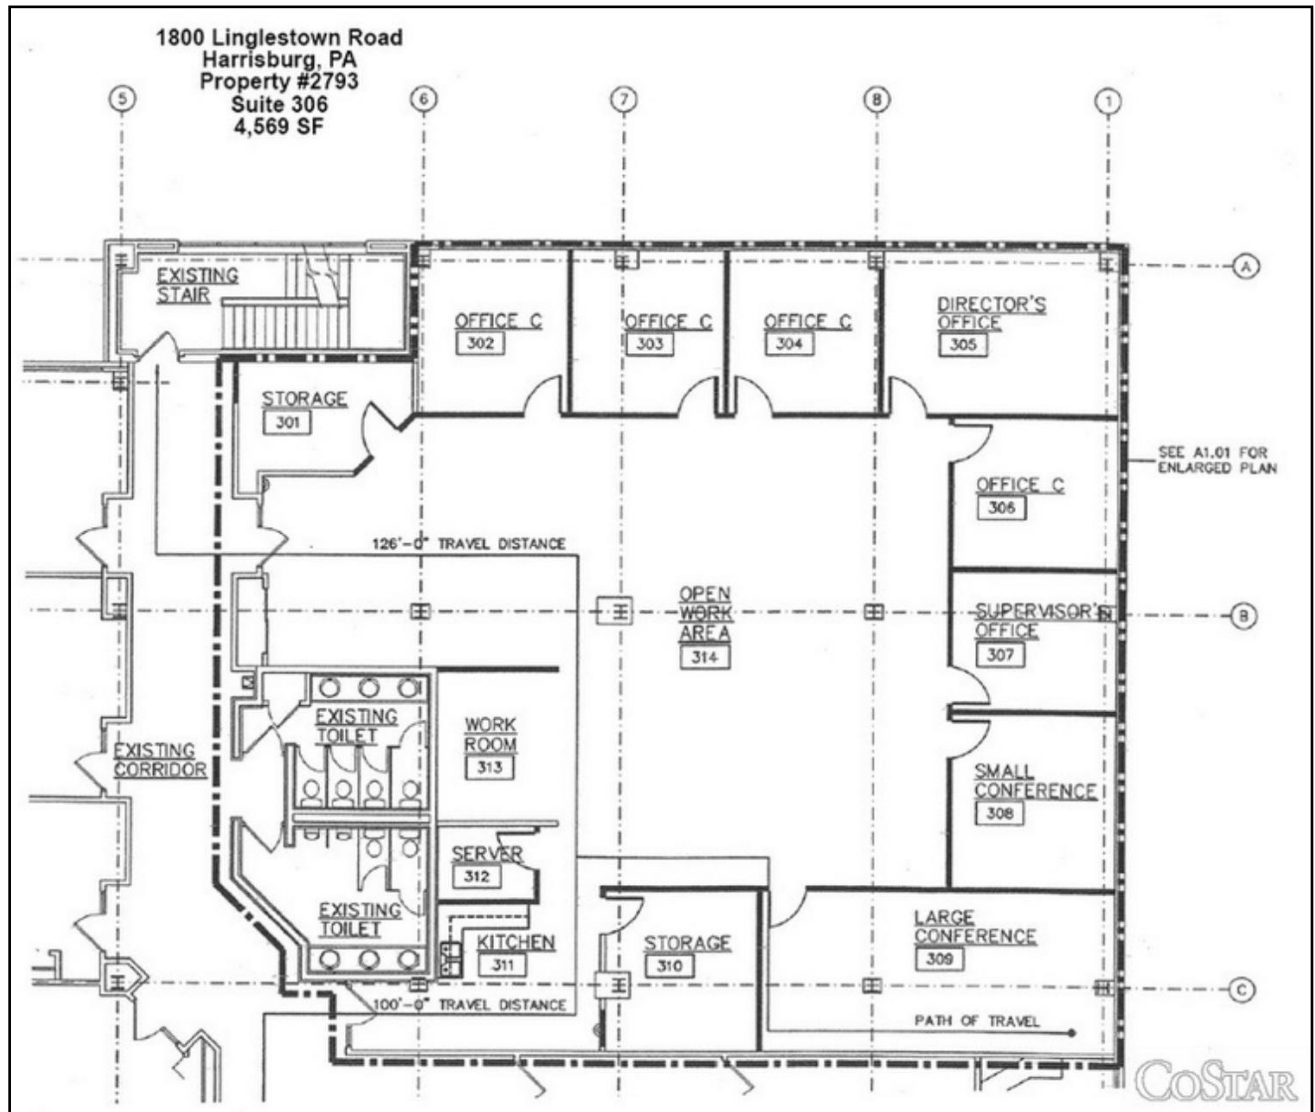 1800 Linglestown Road
Harrisburg, PA
Property #2793
Suite 306
4,569 SF
5
6
7
8
1
A
EXISTING
STAIR
OFFICE C
302
OFFICE C
303
OFFICE C
304
DIRECTOR'S
OFFICE
305
STORAGE
301
SEE A1.01 FOR
ENLARGED PLAN
OFFICE C
306
126'-0" TRAVEL DISTANCE
OPEN
WORK
AREA
314
SUPERVISOR'S
OFFICE
307
B
EXISTING
TOILET
WORK
ROOM
313
EXISTING
CORRIDOR
SMALL
CONFERENCE
308
SERVER
312
EXISTING
TOILET
KITCHEN
311
STORAGE
310
LARGE
CONFERENCE
309
C
100'-0" TRAVEL DISTANCE
PATH OF TRAVEL
COSTAR